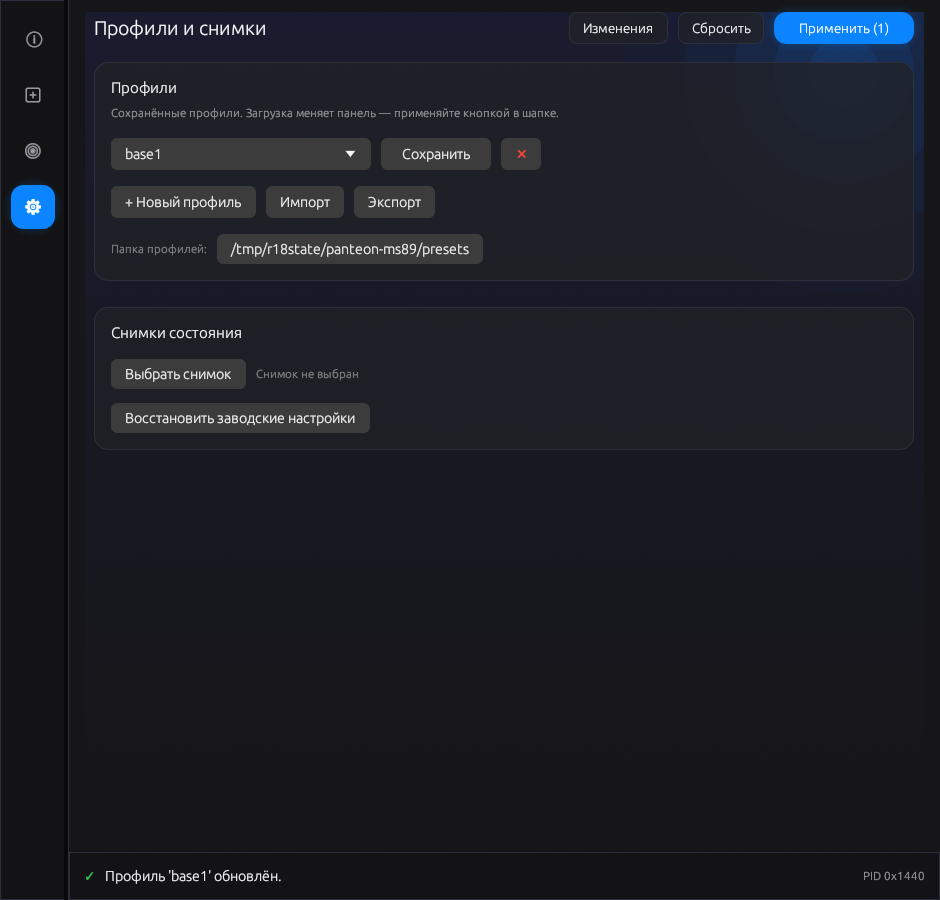 Профили и снимки
Изменения
Сбросить
Применить (1)
Профили
Сохранённые профили. Загрузка меняет панель — применяйте кнопкой в шапке.
base1
Сохранить
+ Новый профиль
Импорт
Экспорт
Папка профилей:
/tmp/r18state/panteon-ms89/presets
Снимки состояния
Выбрать снимок
Снимок не выбран
Восстановить заводские настройки
✓ Профиль 'base1' обновлён.
PID 0x1440